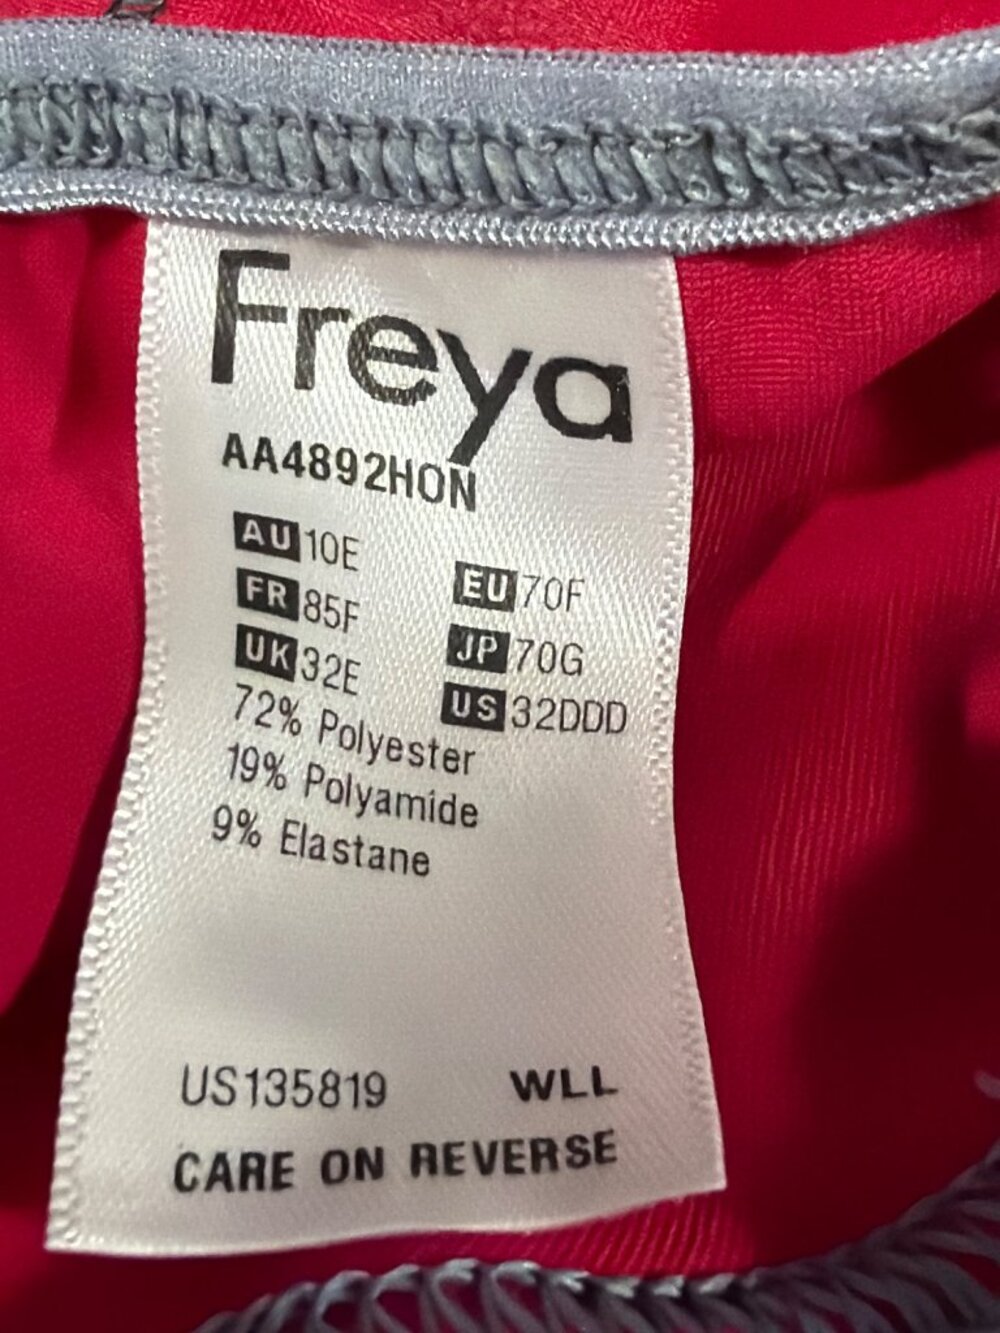 Freya
AA4892HON
AU 10E
FR 85F
UK 32E
EU 70F
JP 70G
US 32DDD
72% Polyester
19% Polyamide
9% Elastane
US135819 WLL
CARE ON REVERSE